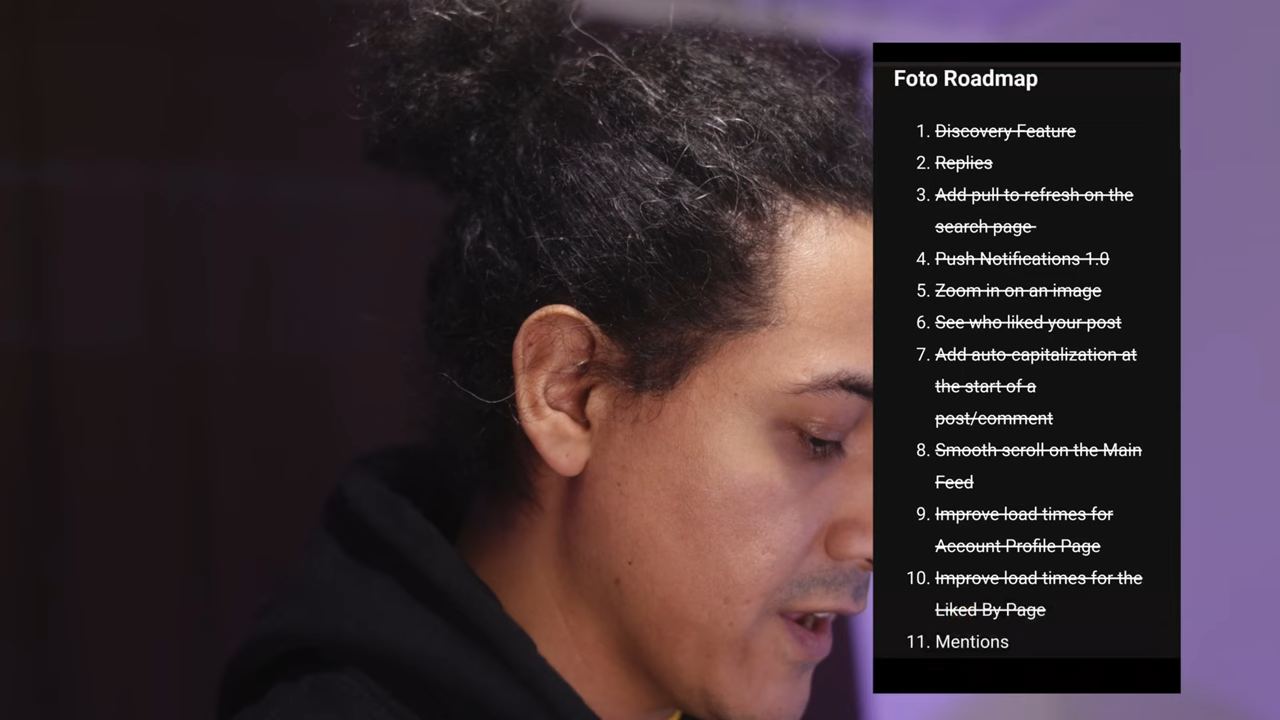 Foto Roadmap
1. Discovery Feature
2. Replies
3. Add pull to refresh on the
search page
4. Push Notifications 1.0
5. Zoom in on an image
6. See who liked your post
7. Add auto capitalization at
the start of a
post/comment
8. Smooth scroll on the Main
Feed
9. Improve load times for
Account Profile Page
10. Improve load times for the
Liked By Page
11. Mentions